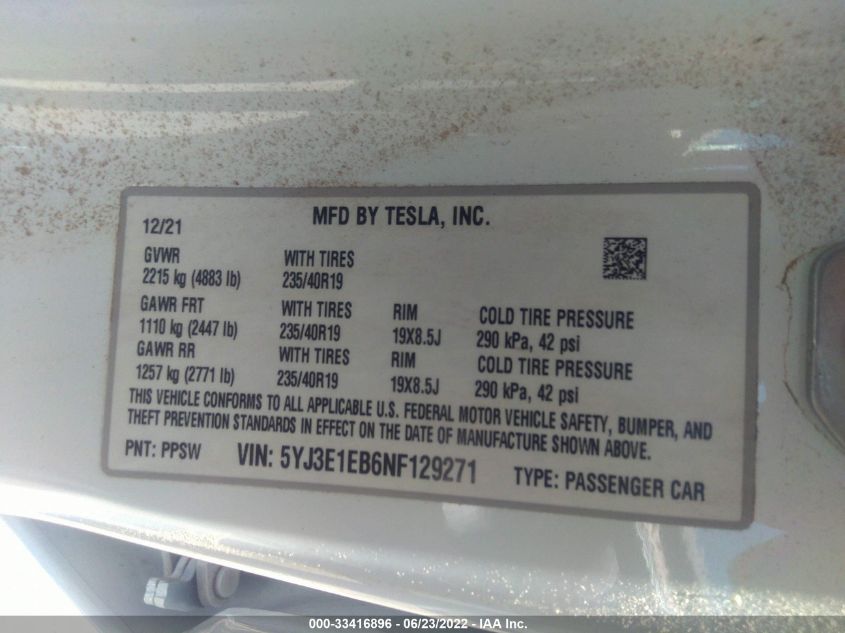 12/21 MFD BY TESLA, INC.
GVWR WITH TIRES
2215 kg (4883 lb) 235/40R19
GAWR FRT WITH TIRES RIM COLD TIRE PRESSURE
1110 kg (2447 lb) 235/40R19 19X8.5J 290 kPa, 42 psi
GAWR RR WITH TIRES RIM COLD TIRE PRESSURE
1257 kg (2771 lb) 235/40R19 19X8.5J 290 kPa, 42 psi
THIS VEHICLE CONFORMS TO ALL APPLICABLE U.S. FEDERAL MOTOR VEHICLE SAFETY, BUMPER, AND
THEFT PREVENTION STANDARDS IN EFFECT ON THE DATE OF MANUFACTURE SHOWN ABOVE.
PNT: PPSW VIN: 5YJ3E1EB6NF129271 TYPE: PASSENGER CAR
000-33416896 - 06/23/2022 - IAA Inc.